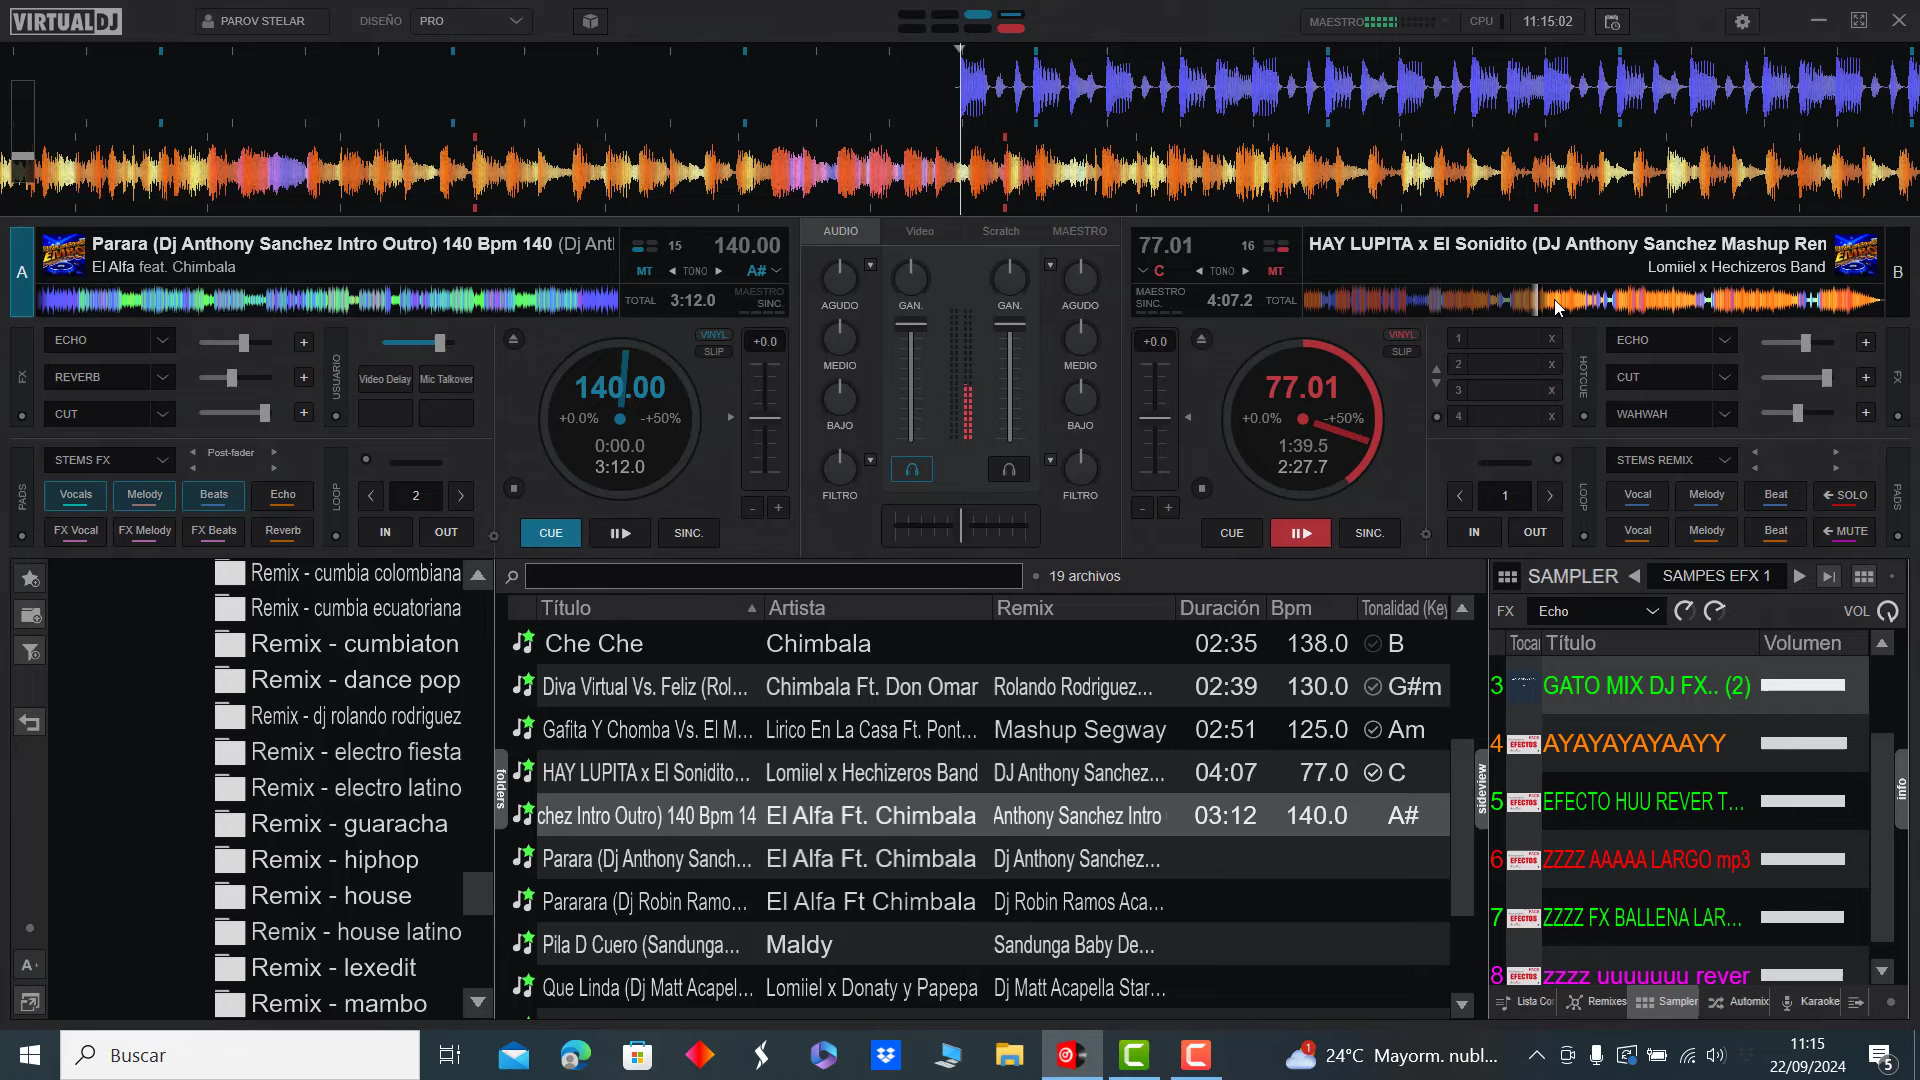 VIRTUALDJ
PAROV STELAR
DISEÑO
PRO
MAESTRO
CPU
11:15:02
A
Parara (Dj Anthony Sanchez Intro Outro) 140 Bpm 140 (Dj Ant
El Alfa feat. Chimbala
15
140.00
MT
TONO
A#
TOTAL
3:12.0
MAESTRO
SINC.
AUDIO
Video
Scratch
MAESTRO
77.01
16
C
TONO
MT
MAESTRO
SINC.
4:07.2
TOTAL
HAY LUPITA x El Sonidito (DJ Anthony Sanchez Mashup Ren
Lomiiel x Hechizeros Band
B
FX
ECHO
REVERB
CUT
USUARIO
Video Delay
Mic Talkover
VINYL
SLIP
140.00
+0.0%
-+50%
0:00.0
3:12.0
+0.0
AGUDO
MEDIO
BAJO
FILTRO
GAN.
GAN.
AGUDO
MEDIO
BAJO
FILTRO
+0.0
VINYL
SLIP
77.01
+0.0%
-+50%
1:39.5
2:27.7
1 x
2 x
3 x
4 x
HOTCUE
ECHO
CUT
WAHWAH
FX
PADS
STEMS FX
Post-fader
Vocals
Melody
Beats
Echo
FX Vocal
FX Melody
FX Beats
Reverb
LOOP
2
IN
OUT
CUE
SINC.
CUE
SINC.
1
IN
OUT
LOOP
STEMS REMIX
Vocal
Melody
Beat
SOLO
Vocal
Melody
Beat
MUTE
PADS
Remix - cumbia colombiana
Remix - cumbia ecuatoriana
Remix - cumbiaton
Remix - dance pop
Remix - dj rolando rodriguez
Remix - electro fiesta
Remix - electro latino
Remix - guaracha
Remix - hiphop
Remix - house
Remix - house latino
Remix - lexedit
Remix - mambo
folders
19 archivos
Título Artista Remix Duración Bpm Tonalidad (Key
Che Che Chimbala 02:35 138.0 B
Diva Virtual Vs. Feliz (Rol... Chimbala Ft. Don Omar Rolando Rodriguez... 02:39 130.0 G#m
Gafita Y Chomba Vs. El M... Lirico En La Casa Ft. Pont... Mashup Segway 02:51 125.0 Am
HAY LUPITA x El Sonidito... Lomiiel x Hechizeros Band DJ Anthony Sanchez... 04:07 77.0 C
chez Intro Outro) 140 Bpm 14 El Alfa Ft. Chimbala Anthony Sanchez Intro 03:12 140.0 A#
Parara (Dj Anthony Sanch... El Alfa Ft. Chimbala Dj Anthony Sanchez...
Pararara (Dj Robin Ramo... El Alfa Ft Chimbala Dj Robin Ramos Aca...
Pila D Cuero (Sandunga... Maldy Sandunga Baby De...
Que Linda (Dj Matt Acapel... Lomiiel x Donaty y Papepa Dj Matt Acapella Star...
sideview
SAMPLER
SAMPES EFX 1
FX
Echo
VOL
Tocar Título Volumen
3 GATO MIX DJ FX.. (2)
4 EFECTOS AYAYAYAYAAYY
5 EFECTOS EFECTO HUU REVER T...
6 EFECTOS ZZZZ AAAAA LARGO mp3
7 EFECTOS ZZZZ FX BALLENA LAR...
8 EFECTOS zzzz uuuuuuu rever
info
Lista Co
Remixes
Sampler
Automix
Karaoke
A+
Buscar
24°C Mayorm. nubl...
11:15
22/09/2024
5